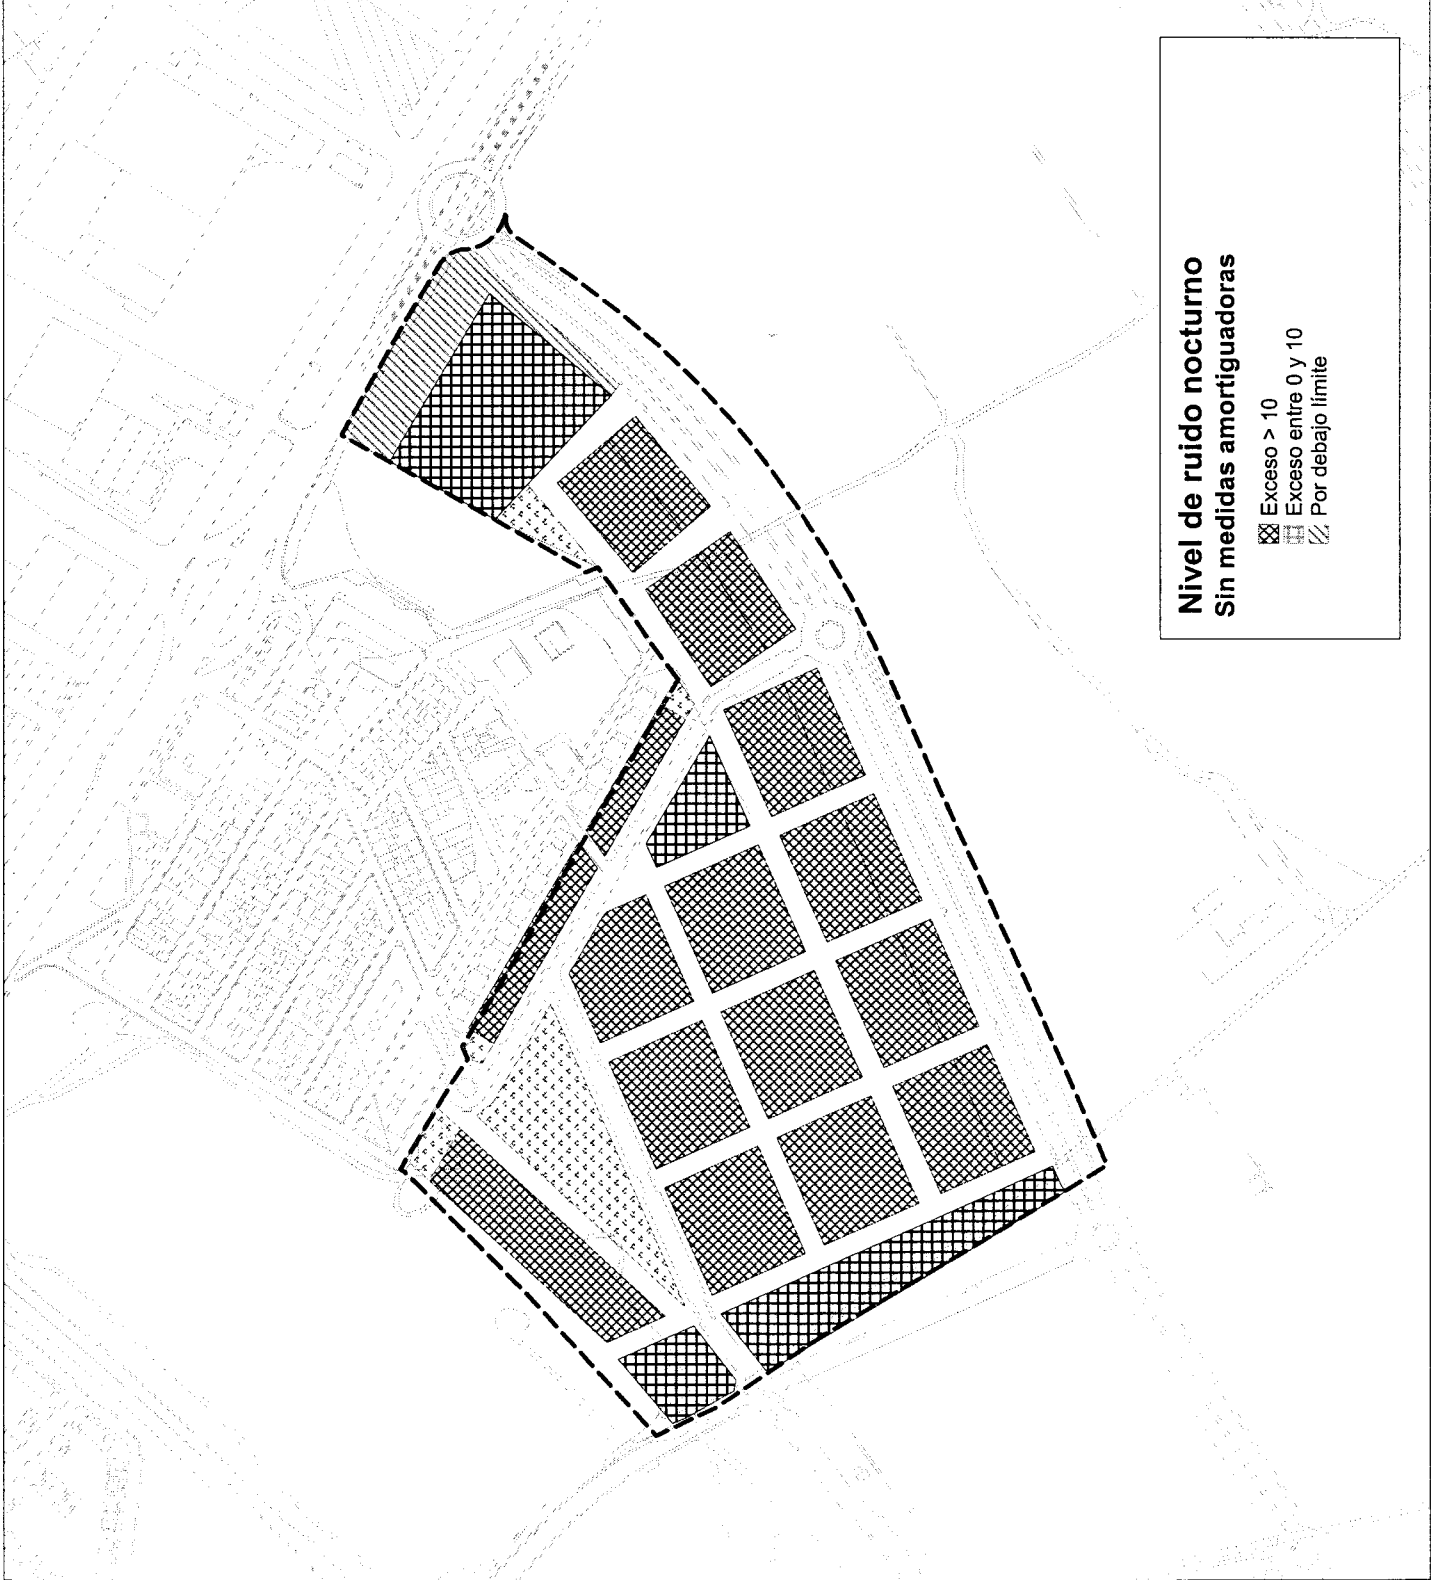 Nivel de ruido nocturno
Sin medidas amortiguadoras
Exceso > 10
Exceso entre 0 y 10
Por debajo límite